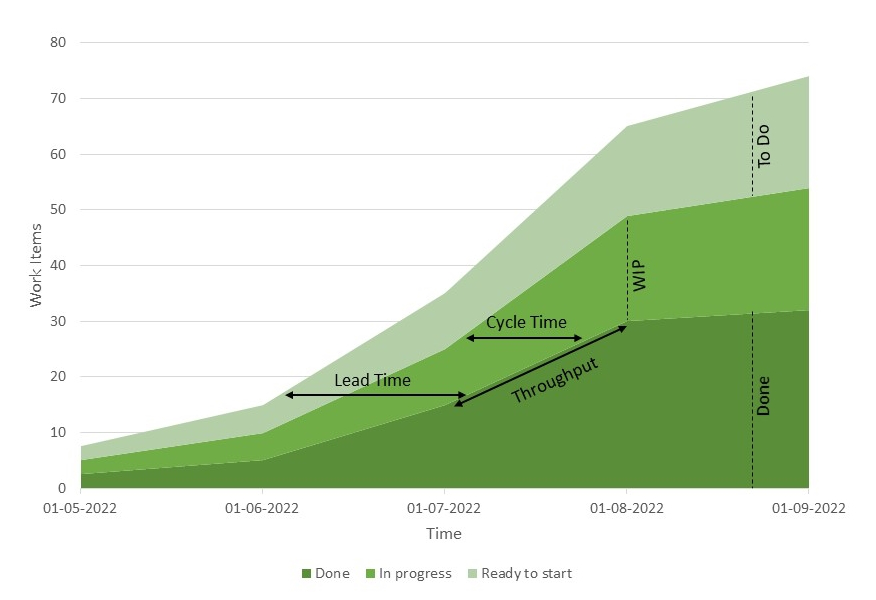 80
70
60
50
40
30
20
10
0
Work Items
To Do
WIP
Cycle Time
Lead Time
Throughput
Done
01-05-2022 01-06-2022 01-07-2022 01-08-2022 01-09-2022
Time
Done In progress Ready to start